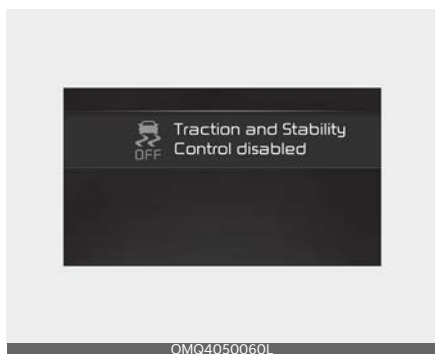 Traction and Stability
OFF Control disabled
OMQ4050060L